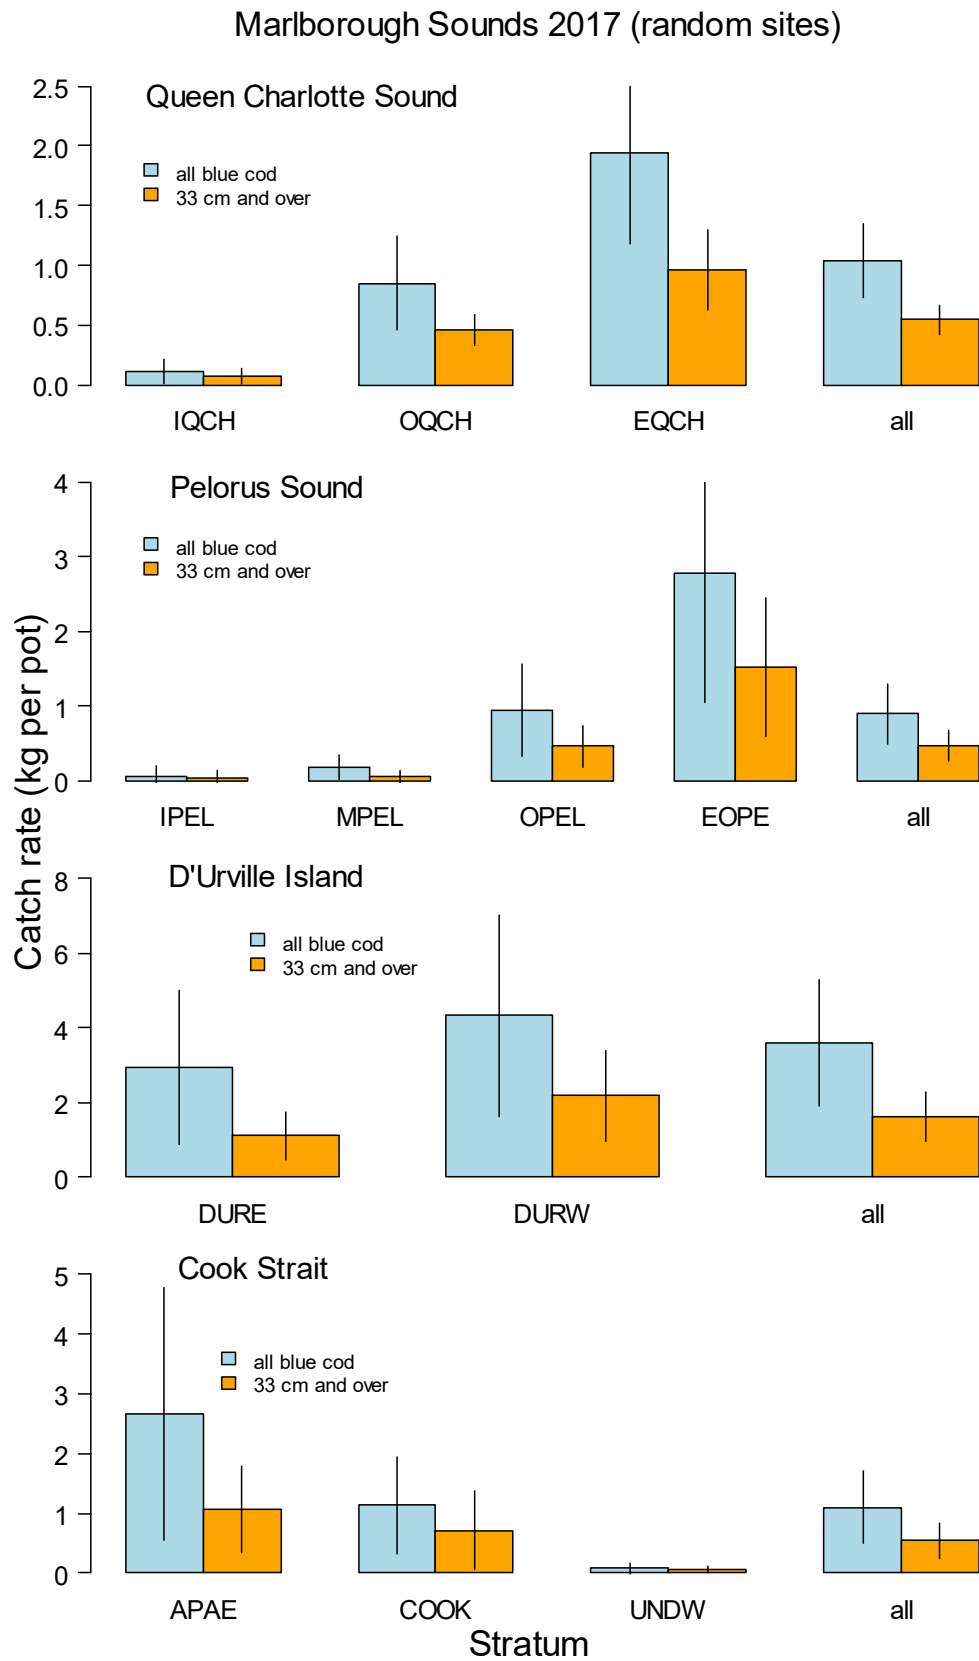 Marlborough Sounds 2017 (random sites)
Queen Charlotte Sound
all blue cod
33 cm and over
2.5
2.0
1.5
1.0
0.5
0.0
IQCH OQCH EQCH all
Pelorus Sound
all blue cod
33 cm and over
4
3
2
1
0
IPEL MPEL OPEL EOPE all
Catch rate (kg per pot)
D'Urville Island
all blue cod
33 cm and over
8
6
4
2
0
DURE DURW all
Cook Strait
all blue cod
33 cm and over
5
4
3
2
1
0
APAE COOK UNDW all
Stratum